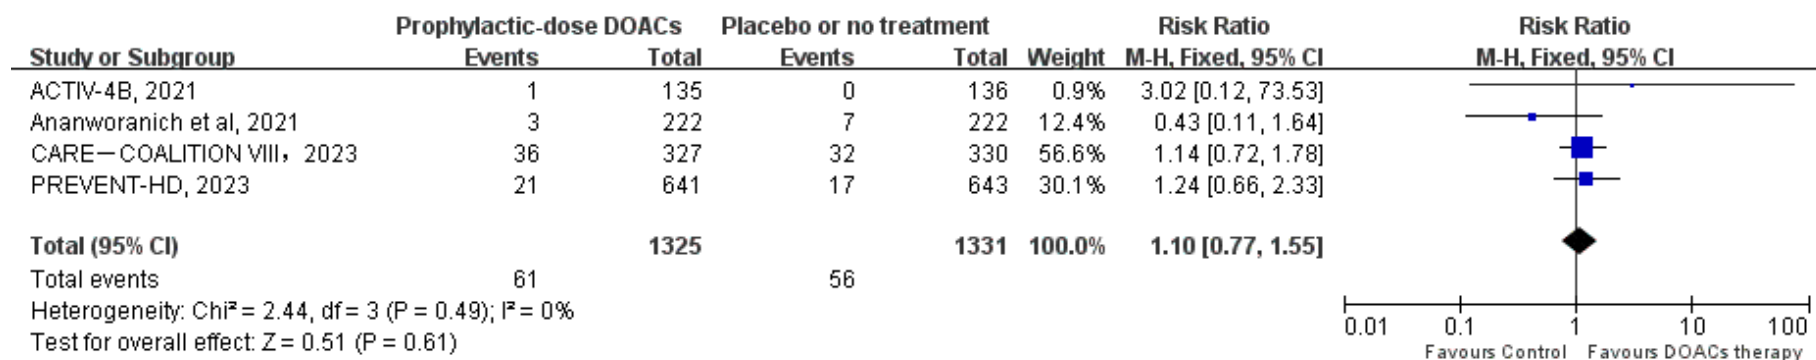 Prophylactic-dose DOACs Placebo or no treatment Risk Ratio Risk Ratio
Study or Subgroup Events Total Events Total Weight M-H, Fixed, 95% CI M-H, Fixed, 95% CI
ACTIV-4B, 2021 1 135 0 136 0.9% 3.02 [0.12, 73.53]
Ananworanich et al, 2021 3 222 7 222 12.4% 0.43 [0.11, 1.64]
CARE—COALITION VIII，2023 36 327 32 330 56.6% 1.14 [0.72, 1.78]
PREVENT-HD, 2023 21 641 17 643 30.1% 1.24 [0.66, 2.33]
Total (95% CI) 1325 1331 100.0% 1.10 [0.77, 1.55]
Total events 61 56
Heterogeneity: Chi² = 2.44, df = 3 (P = 0.49); I² = 0%
Test for overall effect: Z = 0.51 (P = 0.61)
0.01 0.1 1 10 100
Favours Control Favours DOACs therapy